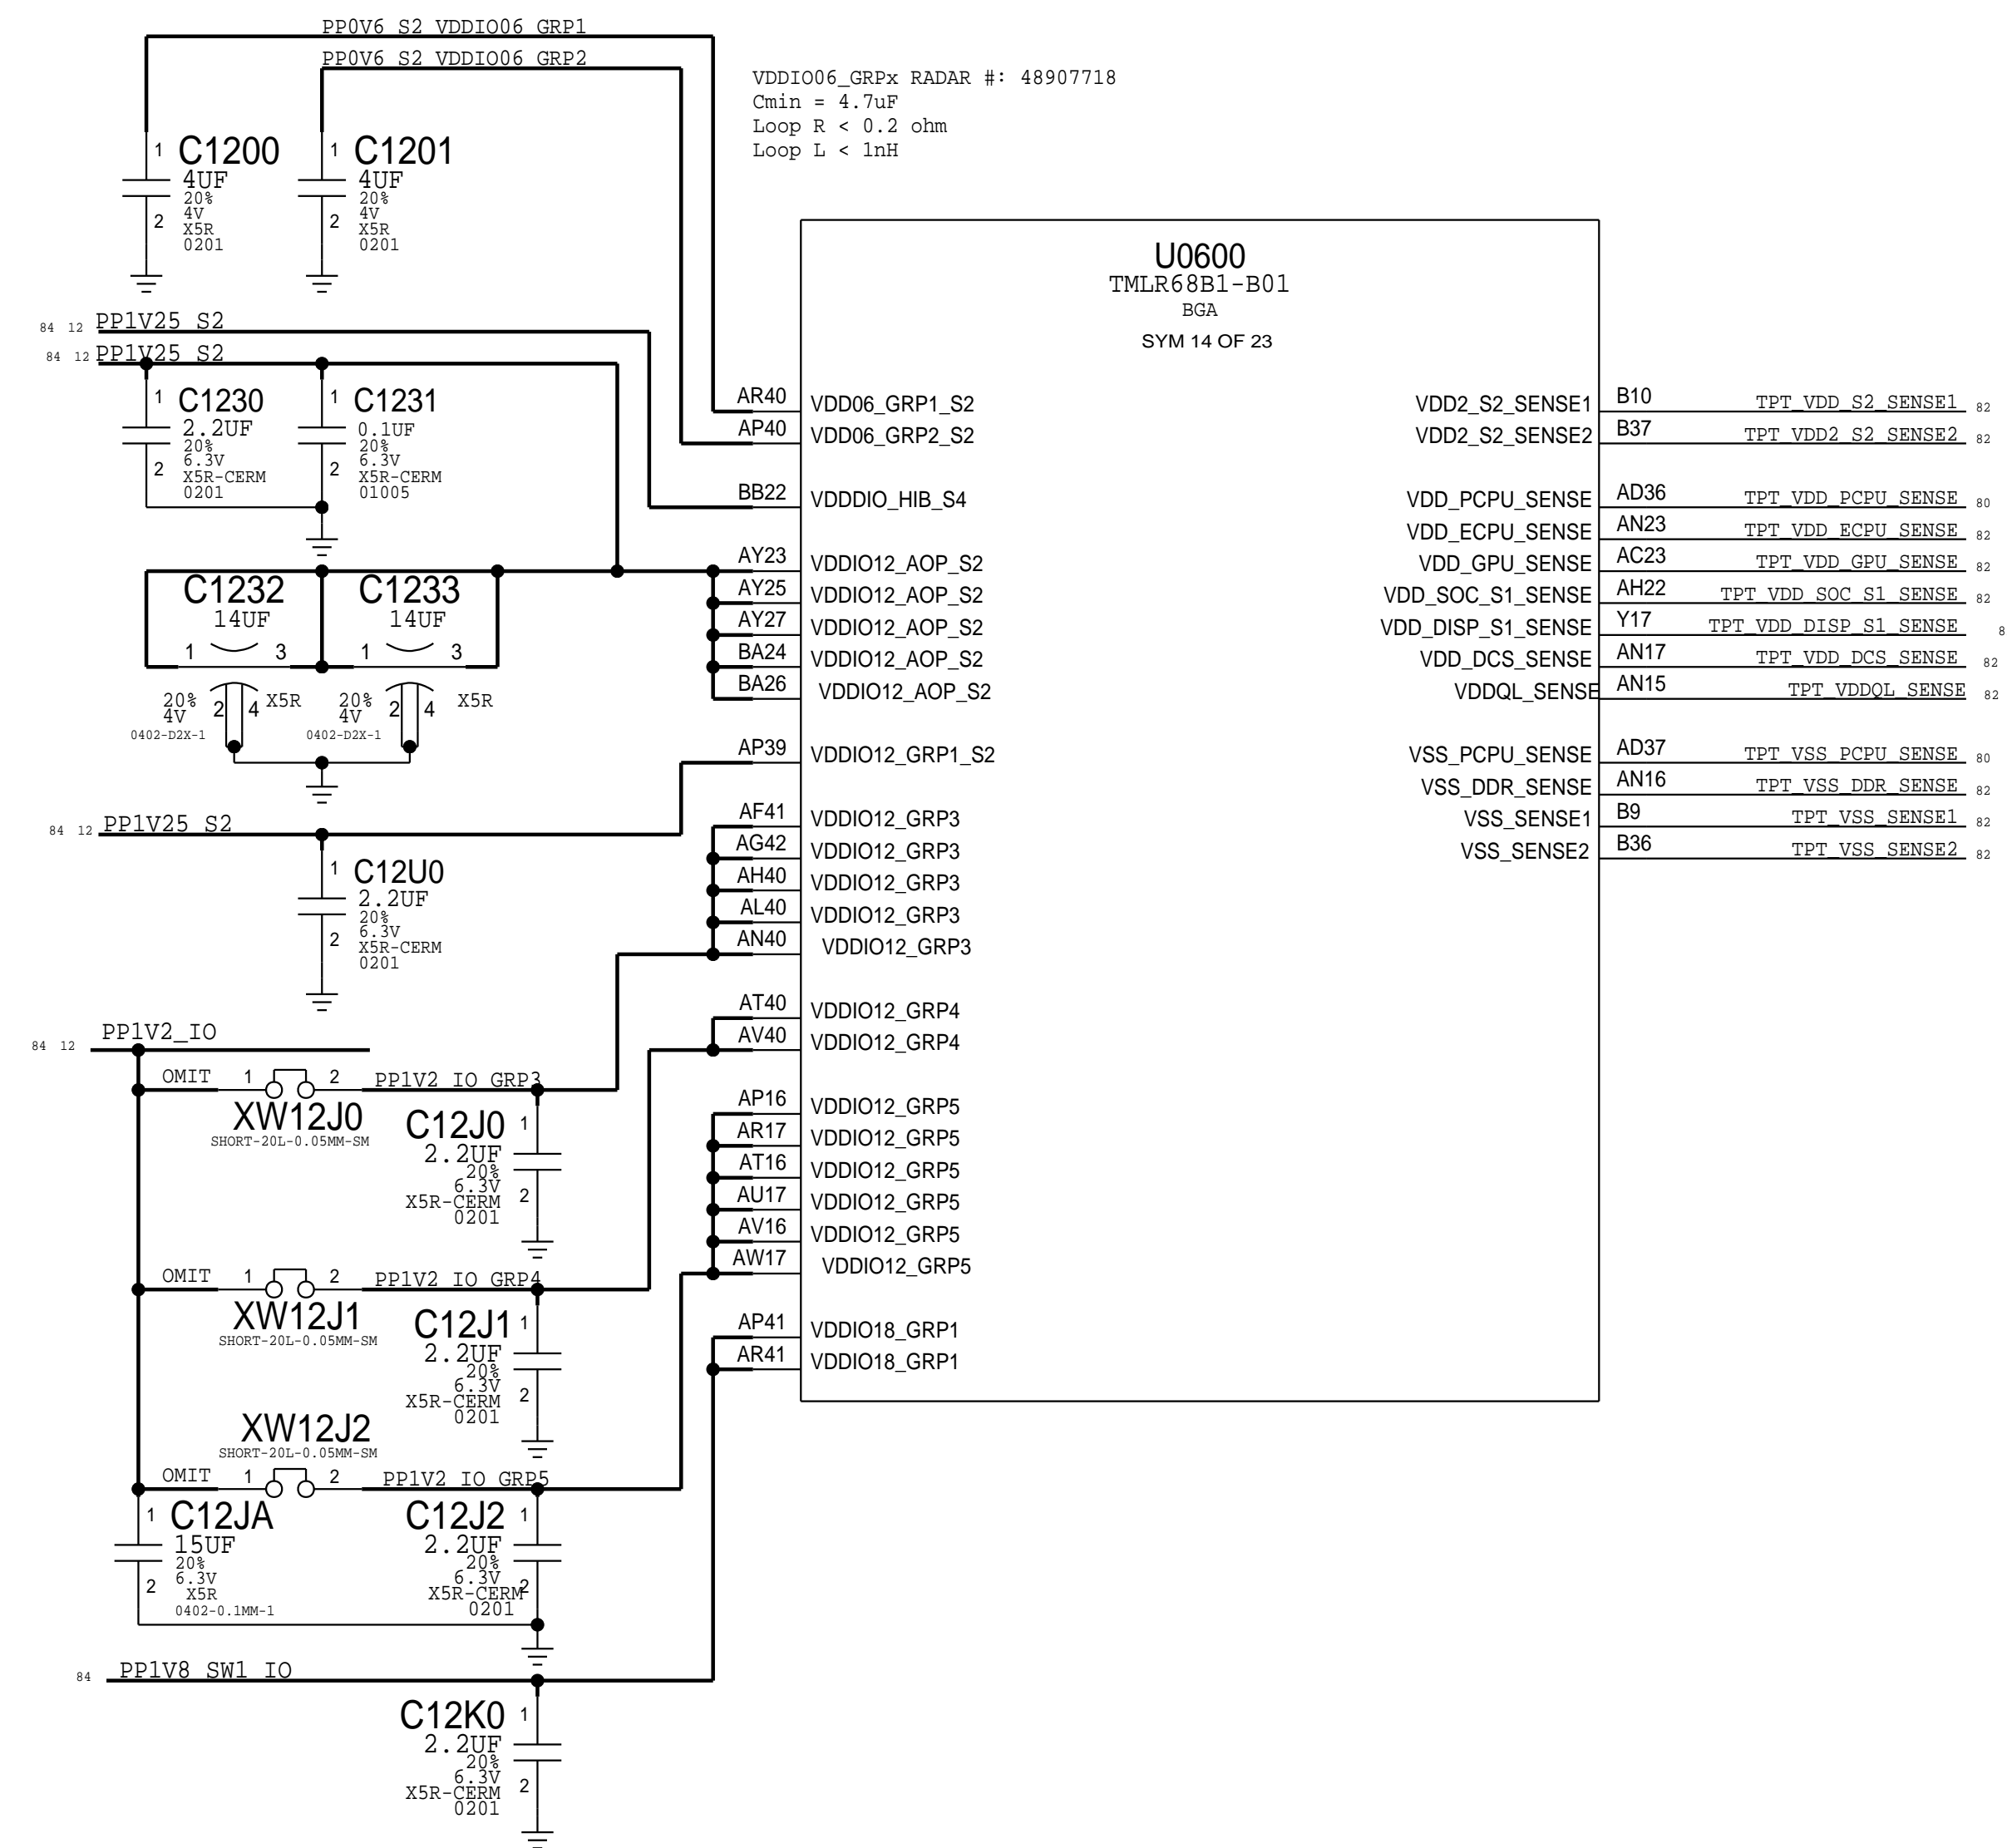 PP0V6_S2_VDDIO06_GRP1
PP0V6_S2_VDDIO06_GRP2
VDDIO06_GRPx RADAR #: 48907718
Cmin = 4.7uF
Loop R < 0.2 ohm
Loop L < 1nH
1 C1200
4UF
20%
4V
X5R
0201
2
1 C1201
4UF
20%
4V
X5R
0201
2
84 12 PP1V25_S2
84 12 PP1V25_S2
1 C1230
2.2UF
20%
6.3V
X5R-CERM
0201
2
1 C1231
0.1UF
20%
6.3V
X5R-CERM
01005
2
C1232
14UF
1 3
20%
4V
2 4 X5R
0402-D2X-1
C1233
14UF
1 3
20%
4V
2 4 X5R
0402-D2X-1
84 12 PP1V25_S2
1 C12U0
2.2UF
20%
6.3V
X5R-CERM
0201
2
84 12 PP1V2_IO
OMIT 1 2 PP1V2_IO_GRP3
XW12J0
SHORT-20L-0.05MM-SM
C12J0 1
2.2UF
20%
6.3V
X5R-CERM
0201
2
OMIT 1 2 PP1V2_IO_GRP4
XW12J1
SHORT-20L-0.05MM-SM
C12J1 1
2.2UF
20%
6.3V
X5R-CERM
0201
2
XW12J2
SHORT-20L-0.05MM-SM
OMIT 1 2 PP1V2_IO_GRP5
1 C12JA
15UF
20%
6.3V
X5R
0402-0.1MM-1
2
C12J2 1
2.2UF
20%
6.3V
X5R-CERM
0201
2
84 PP1V8_SW1_IO
C12K0 1
2.2UF
20%
6.3V
X5R-CERM
0201
2
U0600
TMLR68B1-B01
BGA
SYM 14 OF 23
AR40 VDD06_GRP1_S2
AP40 VDD06_GRP2_S2
BB22 VDDDIO_HIB_S4
AY23 VDDIO12_AOP_S2
AY25 VDDIO12_AOP_S2
AY27 VDDIO12_AOP_S2
BA24 VDDIO12_AOP_S2
BA26 VDDIO12_AOP_S2
AP39 VDDIO12_GRP1_S2
AF41 VDDIO12_GRP3
AG42 VDDIO12_GRP3
AH40 VDDIO12_GRP3
AL40 VDDIO12_GRP3
AN40 VDDIO12_GRP3
AT40 VDDIO12_GRP4
AV40 VDDIO12_GRP4
AP16 VDDIO12_GRP5
AR17 VDDIO12_GRP5
AT16 VDDIO12_GRP5
AU17 VDDIO12_GRP5
AV16 VDDIO12_GRP5
AW17 VDDIO12_GRP5
AP41 VDDIO18_GRP1
AR41 VDDIO18_GRP1
VDD2_S2_SENSE1 B10 TPT_VDD_S2_SENSE1 82
VDD2_S2_SENSE2 B37 TPT_VDD2_S2_SENSE2 82
VDD_PCPU_SENSE AD36 TPT_VDD_PCPU_SENSE 80
VDD_ECPU_SENSE AN23 TPT_VDD_ECPU_SENSE 82
VDD_GPU_SENSE AC23 TPT_VDD_GPU_SENSE 82
VDD_SOC_S1_SENSE AH22 TPT_VDD_SOC_S1_SENSE 82
VDD_DISP_S1_SENSE Y17 TPT_VDD_DISP_S1_SENSE 8
VDD_DCS_SENSE AN17 TPT_VDD_DCS_SENSE 82
VDDQL_SENSE AN15 TPT_VDDQL_SENSE 82
VSS_PCPU_SENSE AD37 TPT_VSS_PCPU_SENSE 80
VSS_DDR_SENSE AN16 TPT_VSS_DDR_SENSE 82
VSS_SENSE1 B9 TPT_VSS_SENSE1 82
VSS_SENSE2 B36 TPT_VSS_SENSE2 82